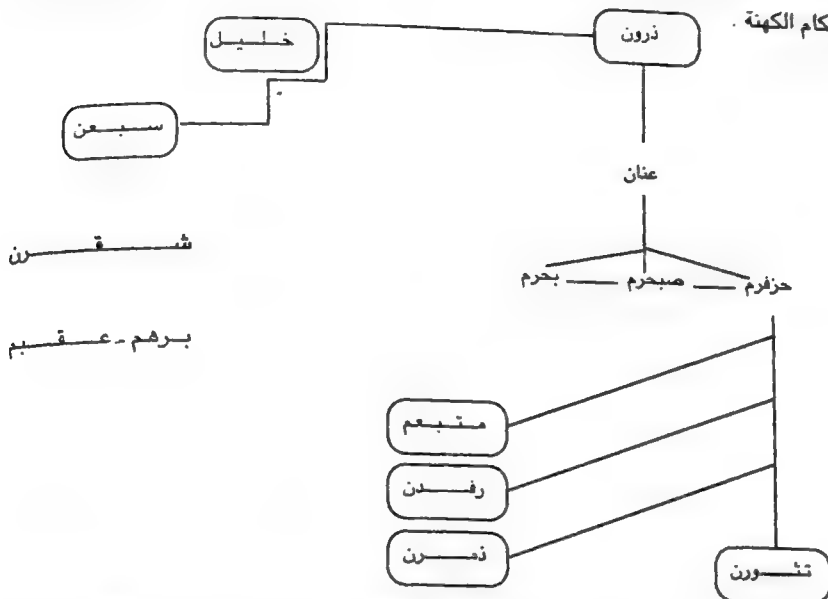 كام الكهنة .
ذرون
خليل
سبعن
عنان
شقرن
حزفرم صبحرم بحرم
برهم - عقبم
متبعم
رفدن
ذمرن
تثورن